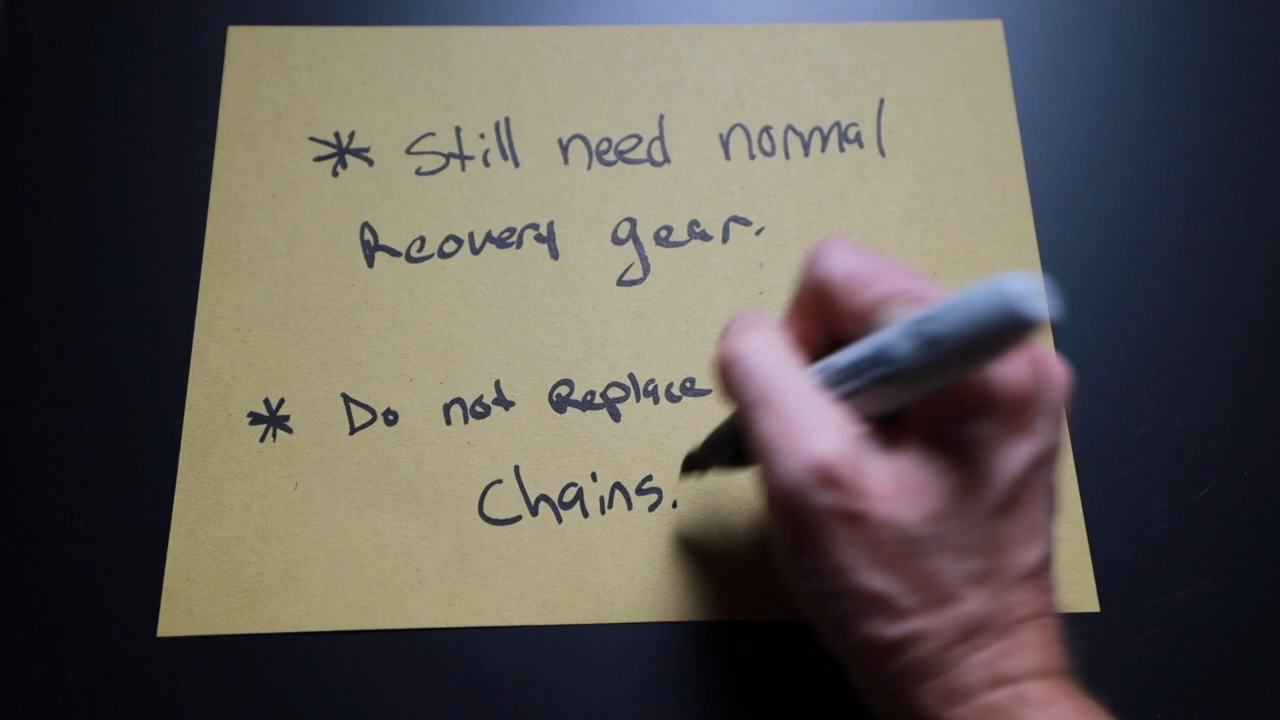 * Still need normal
Recovery gear.
* Do not Replace
Chains.